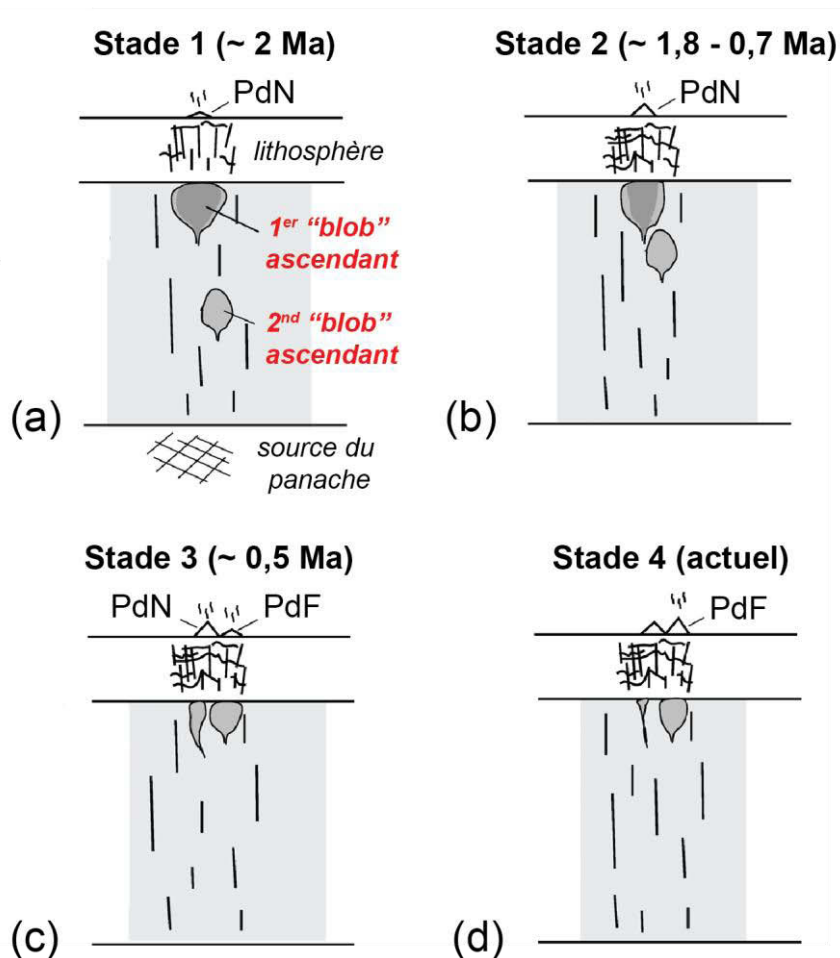 Stade 1 (~ 2 Ma)
PdN
lithosphère
1er “blob”
ascendant
2nd “blob”
ascendant
(a)
source du
panache
Stade 2 (~ 1,8 - 0,7 Ma)
PdN
(b)
Stade 3 (~ 0,5 Ma)
PdN
PdF
(c)
Stade 4 (actuel)
PdF
(d)